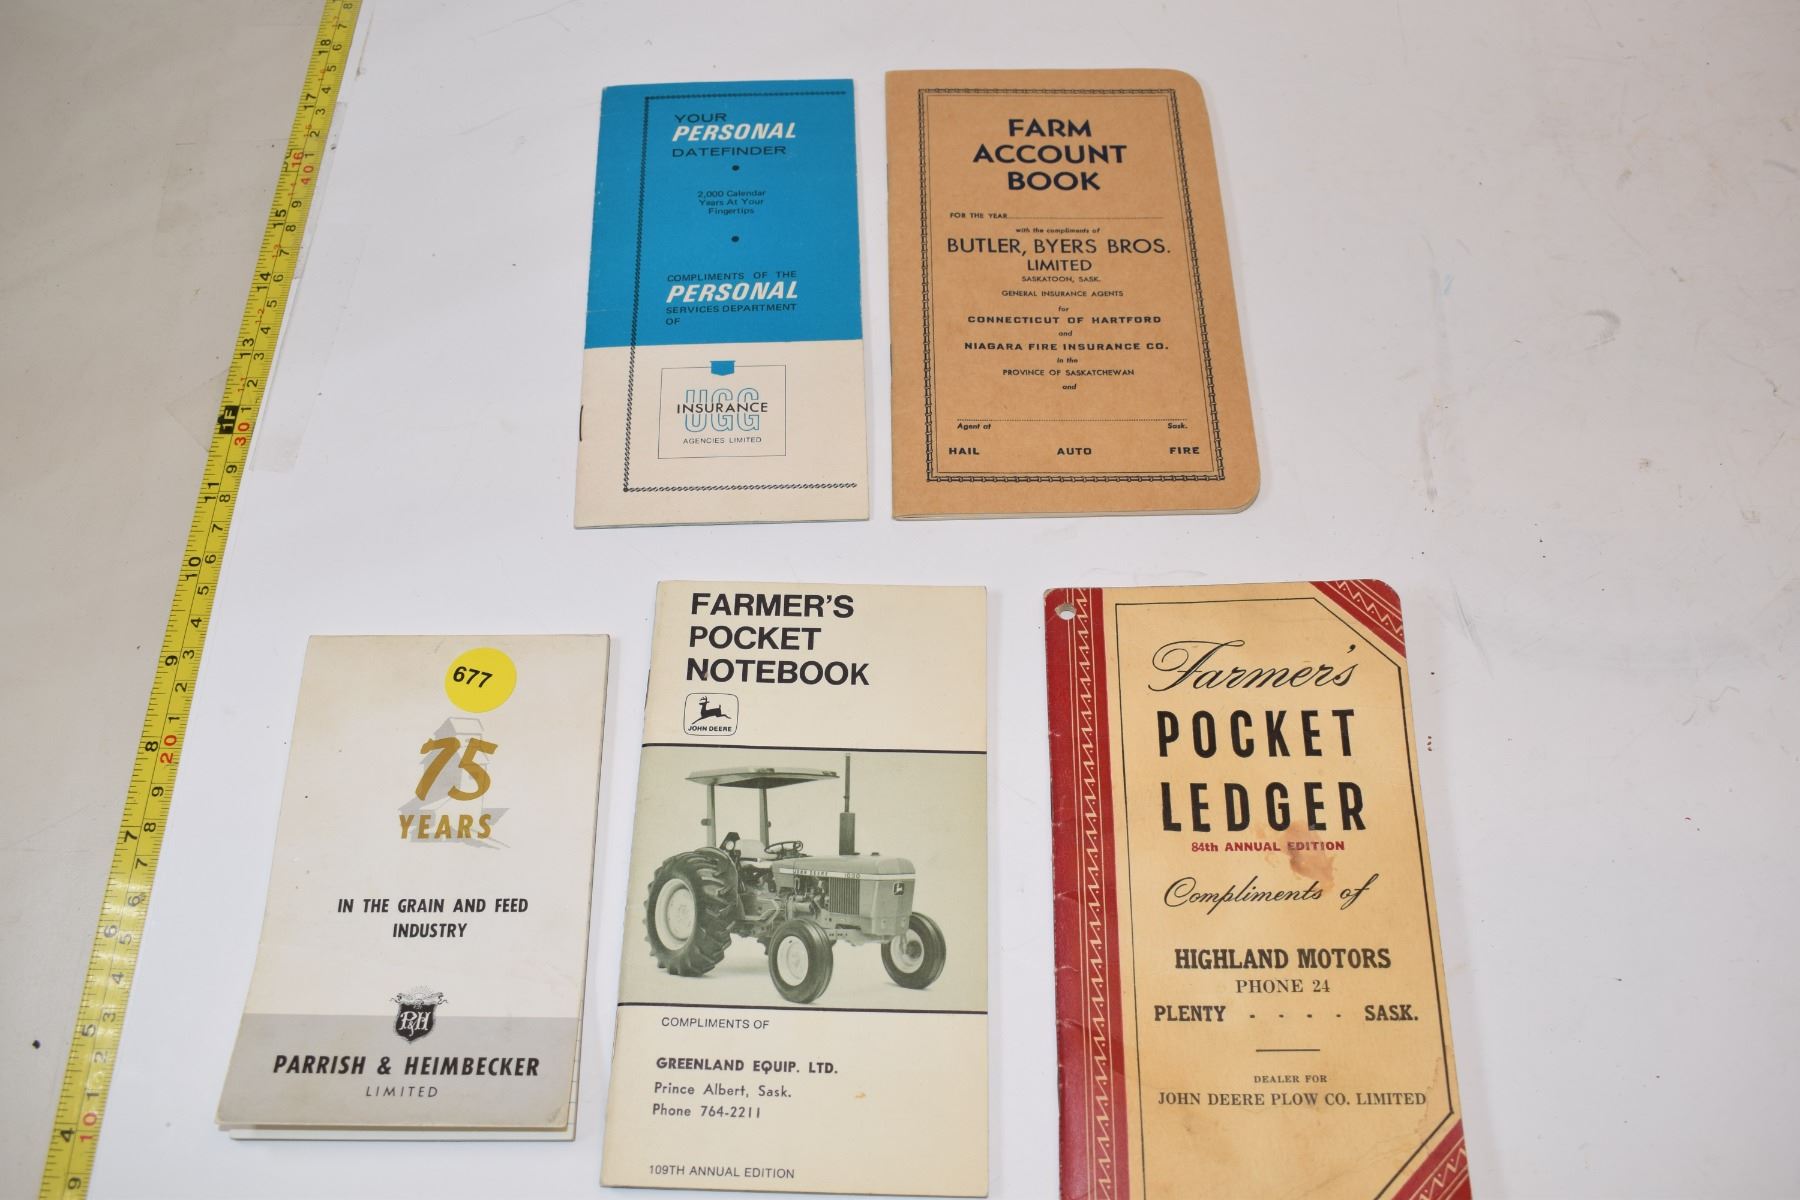 YOUR
PERSONAL
DATEFINDER
2,000 Calendar
Years At Your
Fingertips
COMPLIMENTS OF THE
PERSONAL
SERVICES DEPARTMENT
OF
UGG
INSURANCE
AGENCIES LIMITED
FARM
ACCOUNT
BOOK
FOR THE YEAR
with the compliments of
BUTLER, BYERS BROS.
LIMITED
SASKATOON, SASK.
GENERAL INSURANCE AGENTS
for
CONNECTICUT OF HARTFORD
and
NIAGARA FIRE INSURANCE CO.
in the
PROVINCE OF SASKATCHEWAN
and
Agent at Sask.
HAIL AUTO FIRE
677
75
YEARS
IN THE GRAIN AND FEED
INDUSTRY
P&H
PARRISH & HEIMBECKER
LIMITED
FARMER'S
POCKET
NOTEBOOK
JOHN DEERE
COMPLIMENTS OF
GREENLAND EQUIP. LTD.
Prince Albert, Sask.
Phone 764-2211
109TH ANNUAL EDITION
Farmer's
POCKET
LEDGER
84th ANNUAL EDITION
Compliments of
HIGHLAND MOTORS
PHONE 24
PLENTY - - - - SASK.
DEALER FOR
JOHN DEERE PLOW CO. LIMITED